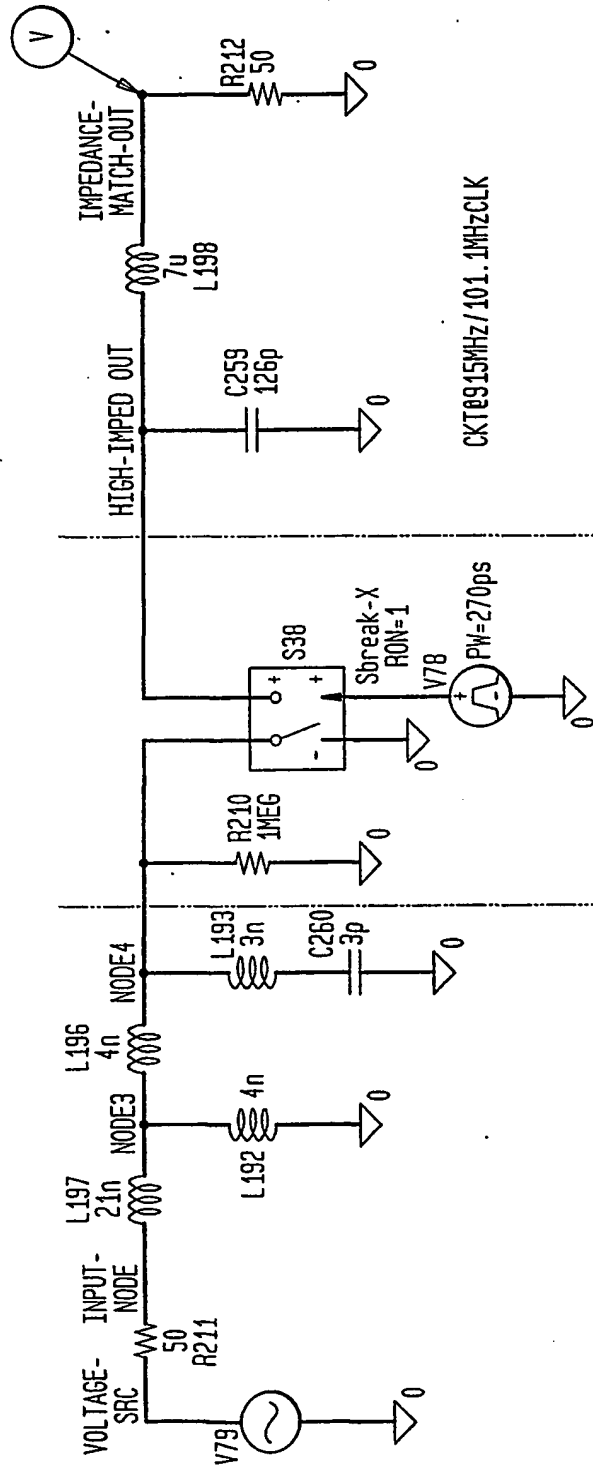 VOLTAGE-
SRC
V79
0
50
R211
INPUT-
NODE
L197
21n
NODE3
L192
4n
0
L196
4n
NODE4
L193
3n
C260
3p
0
R210
1MEG
0
S38
+
+
-
0
Sbreak-X
RON=1
V78
+
-
PW=270ps
0
HIGH-IMPED OUT
C259
126p
0
7u
L198
IMPEDANCE-
MATCH-OUT
V
R212
50
0
CKT@915MHz/101.1MHzCLK